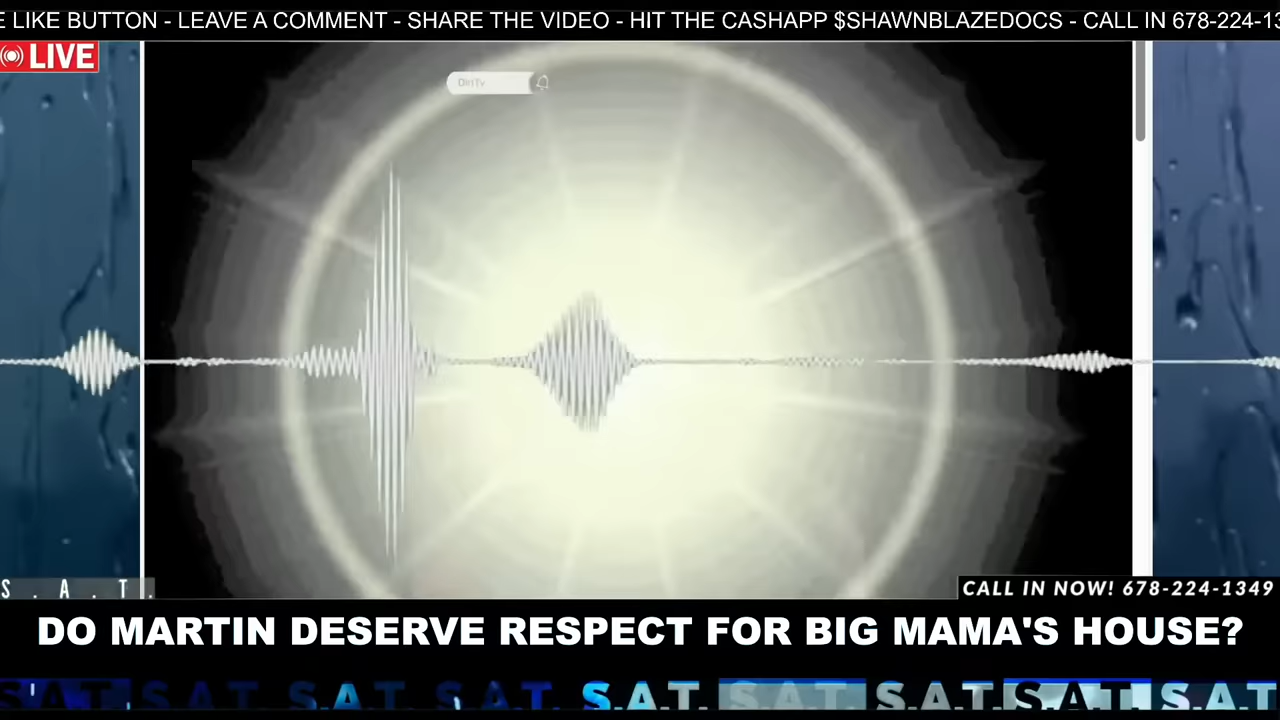 E LIKE BUTTON - LEAVE A COMMENT - SHARE THE VIDEO - HIT THE CASHAPP $SHAWNBLAZEDOCS - CALL IN 678-224-13
LIVE
S . A . T .
CALL IN NOW! 678-224-1349
DO MARTIN DESERVE RESPECT FOR BIG MAMA'S HOUSE?
S.A.T. S.A.T. S.A.T. S.A.T. S.A.T. S.A.T. S.A.T. S.A.T. S.A.T